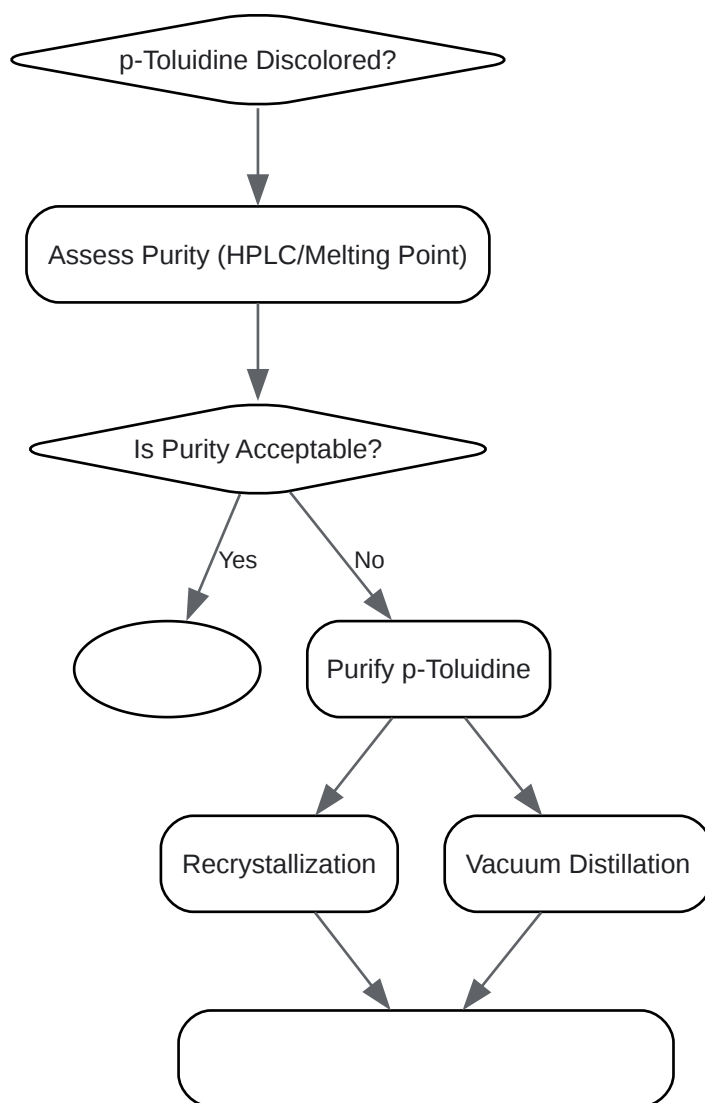 p-Toluidine Discolored?
Assess Purity (HPLC/Melting Point)
Is Purity Acceptable?
Yes
No
Purify p-Toluidine
Recrystallization
Vacuum Distillation